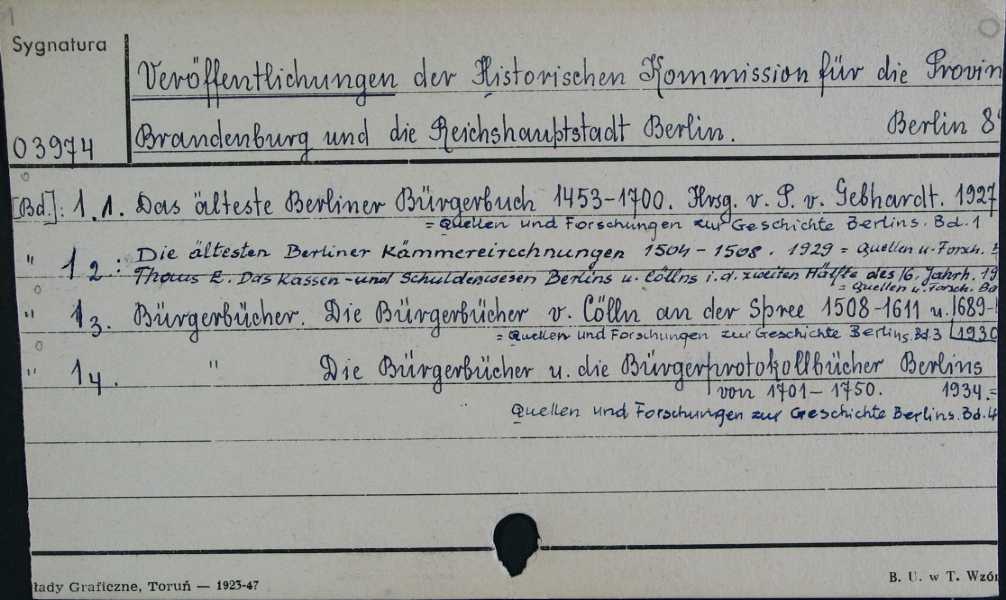 Sygnatura
Veröffentlichungen der Historischen Kommission für die Provin
03974 Brandenburg und die Reichshauptstadt Berlin. Berlin 8°
[Bd.]: 1.1. Das älteste Berliner Bürgerbuch 1453-1700. Hrsg. v. P. v. Gebhardt. 1927
= Quellen und Forschungen zur Geschichte Berlins. Bd. 1
" 1 2: Die ältesten Berliner Kämmereirechnungen 1504-1508. 1929 = Quellen u. Forsch.
Thaus E. Das Kassen- und Schuldenwesen Berlins u. Cöllns i. d. zweiten Hälfte des 16. Jahrh. 19
= Quellen u. Forsch. Bd
" 1 3. Bürgerbücher. Die Bürgerbücher v. Cölln an der Spree 1508-1611 u. 1689-
= Quellen und Forschungen zur Geschichte Berlins. Bd 3 [1930
" 1 4. " Die Bürgerbücher u. die Bürgerprotokollbücher Berlins
von 1701-1750. 1934. =
Quellen und Forschungen zur Geschichte Berlins. Bd. 4
łady Graficzne, Toruń — 1923-47
B. U. w T. Wzór